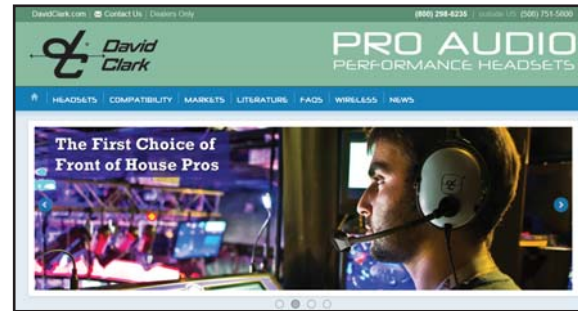 DavidClark.com Contact Us | Dealers Only
(800) 298-6235 | outside US: (508) 751-5800
David
Clark
PRO AUDIO
PERFORMANCE HEADSETS
HEADSETS COMPATIBILITY MARKETS LITERATURE FAQS WIRELESS NEWS
The First Choice of
Front of House Pros